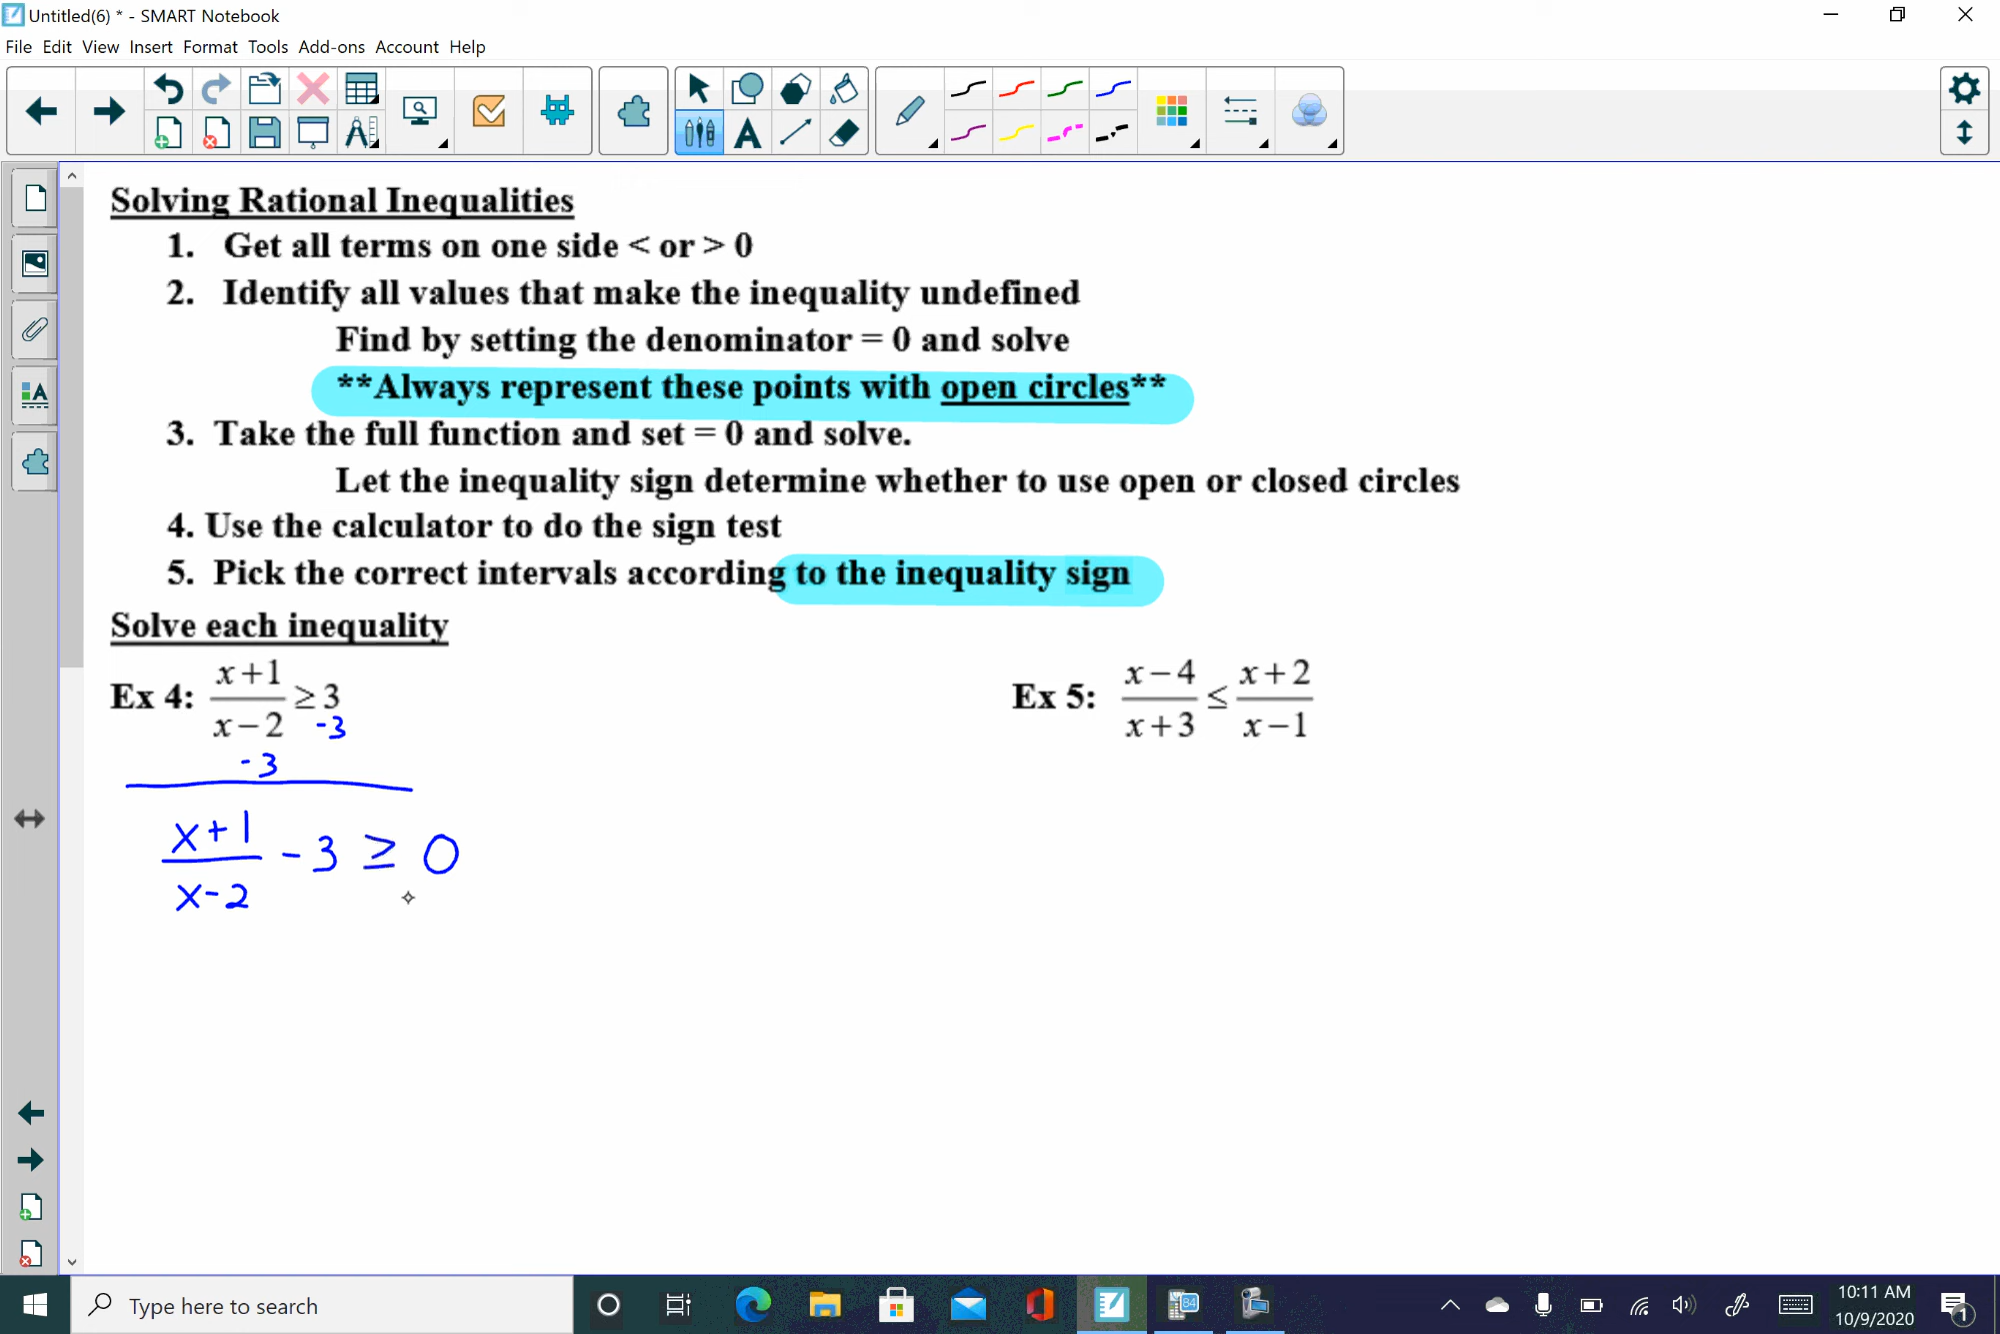 Untitled(6) * - SMART Notebook
File Edit View Insert Format Tools Add-ons Account Help
Solving Rational Inequalities
1. Get all terms on one side < or > 0
2. Identify all values that make the inequality undefined
Find by setting the denominator = 0 and solve
**Always represent these points with open circles**
3. Take the full function and set = 0 and solve.
Let the inequality sign determine whether to use open or closed circles
4. Use the calculator to do the sign test
5. Pick the correct intervals according to the inequality sign
Solve each inequality
Ex 4: (x+1)/(x-2) ≥ 3
-3
-3
(x+1)/(x-2) - 3 ≥ 0
Ex 5: (x-4)/(x+3) ≤ (x+2)/(x-1)
Type here to search
84
10:11 AM
10/9/2020
1